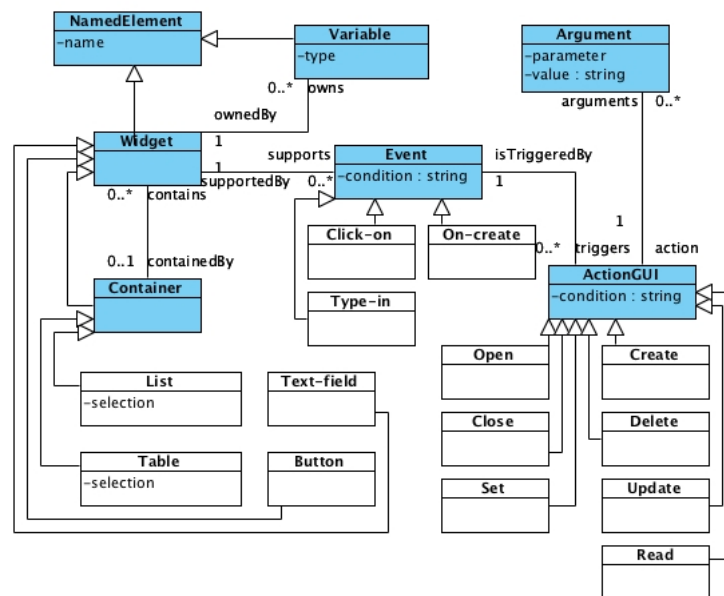 NamedElement
-name
Variable
-type
Argument
-parameter
-value : string
0..* owns
ownedBy
1
arguments 0..*
Widget
1
supports
supportedBy 0..*
Event
-condition : string
isTriggeredBy
1
0..* contains
Click-on
On-create
1
0..* triggers action
0..1 containedBy
Container
Type-in
ActionGUI
-condition : string
Open
Create
List
-selection
Text-field
Close
Delete
Table
-selection
Button
Set
Update
Read